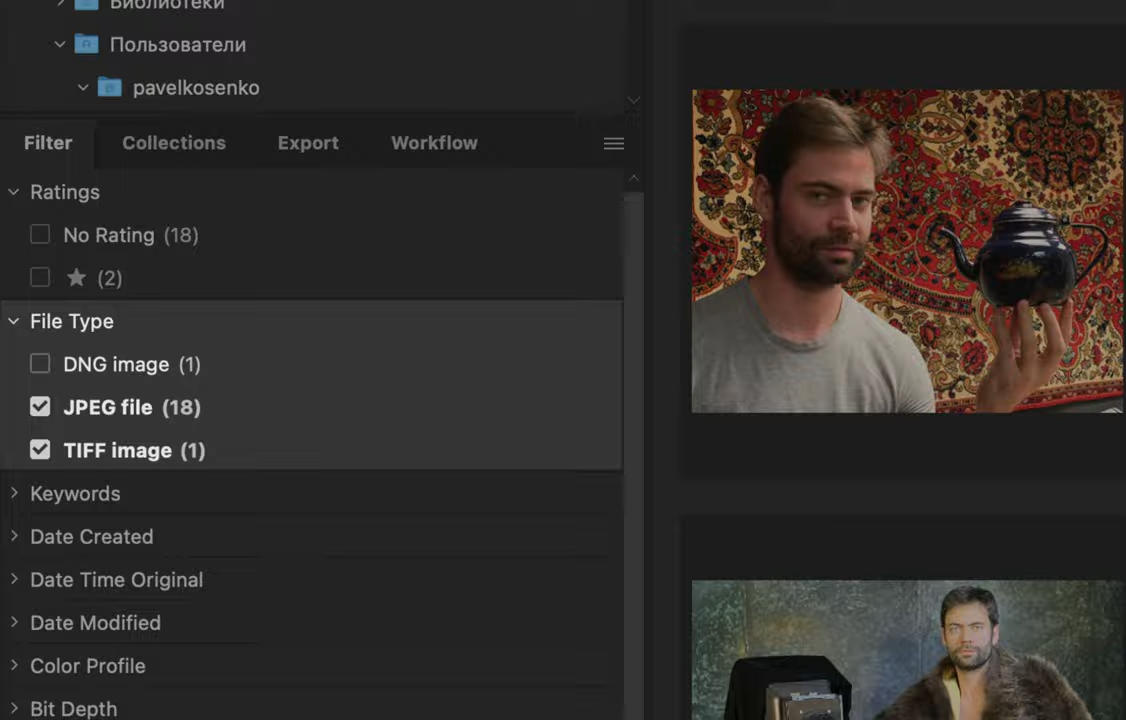 Библиотеки
Пользователи
pavelkosenko
Filter Collections Export Workflow
Ratings
No Rating (18)
★ (2)
File Type
DNG image (1)
JPEG file (18)
TIFF image (1)
Keywords
Date Created
Date Time Original
Date Modified
Color Profile
Bit Depth